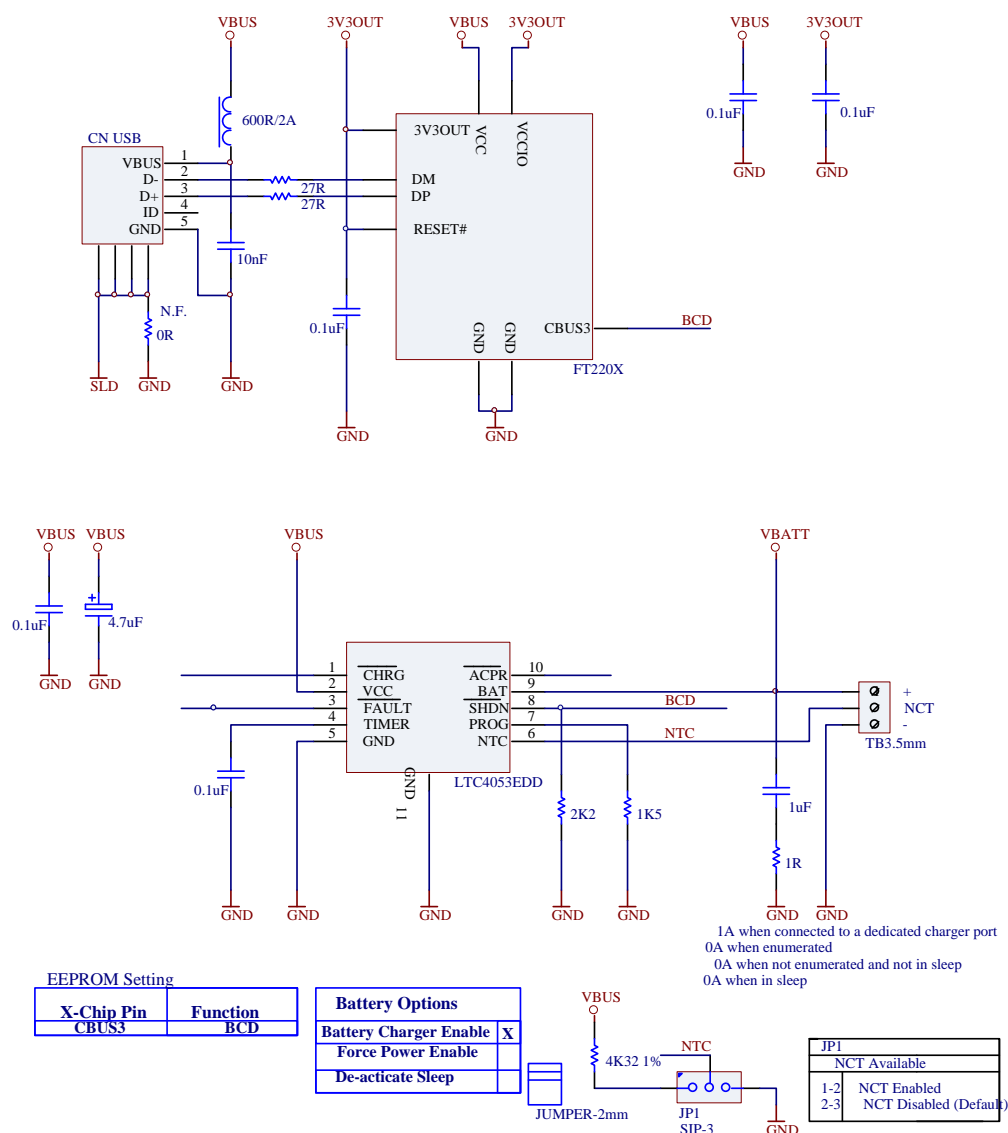 VBUS
3V3OUT
VBUS
3V3OUT
VBUS
3V3OUT
600R/2A
0.1uF
0.1uF
GND
GND
CN USB
VBUS
D-
D+
ID
GND
1
2
3
4
5
27R
27R
10nF
3V3OUT
DM
DP
RESET#
VCC
VCCIO
GND
GND
CBUS3
BCD
FT220X
0.1uF
N.F.
0R
SLD
GND
GND
GND
GND
VBUS
VBUS
VBUS
VBATT
0.1uF
4.7uF
GND
GND
1
2
3
4
5
CHRG
VCC
FAULT
TIMER
GND
GND
11
ACPR
BAT
SHDN
PROG
NTC
10
9
8
7
6
BCD
NTC
LTC4053EDD
+
NCT
-
TB3.5mm
0.1uF
2K2
1K5
1uF
1R
GND
GND
GND
GND
GND
GND
GND
1A when connected to a dedicated charger port
0A when enumerated
0A when not enumerated and not in sleep
0A when in sleep
EEPROM Setting
X-Chip Pin Function
CBUS3 BCD
Battery Options
Battery Charger Enable X
Force Power Enable
De-acticate Sleep
JUMPER-2mm
VBUS
4K32 1%
NTC
JP1
SIP-3
GND
JP1
NCT Available
1-2 NCT Enabled
2-3 NCT Disabled (Default)